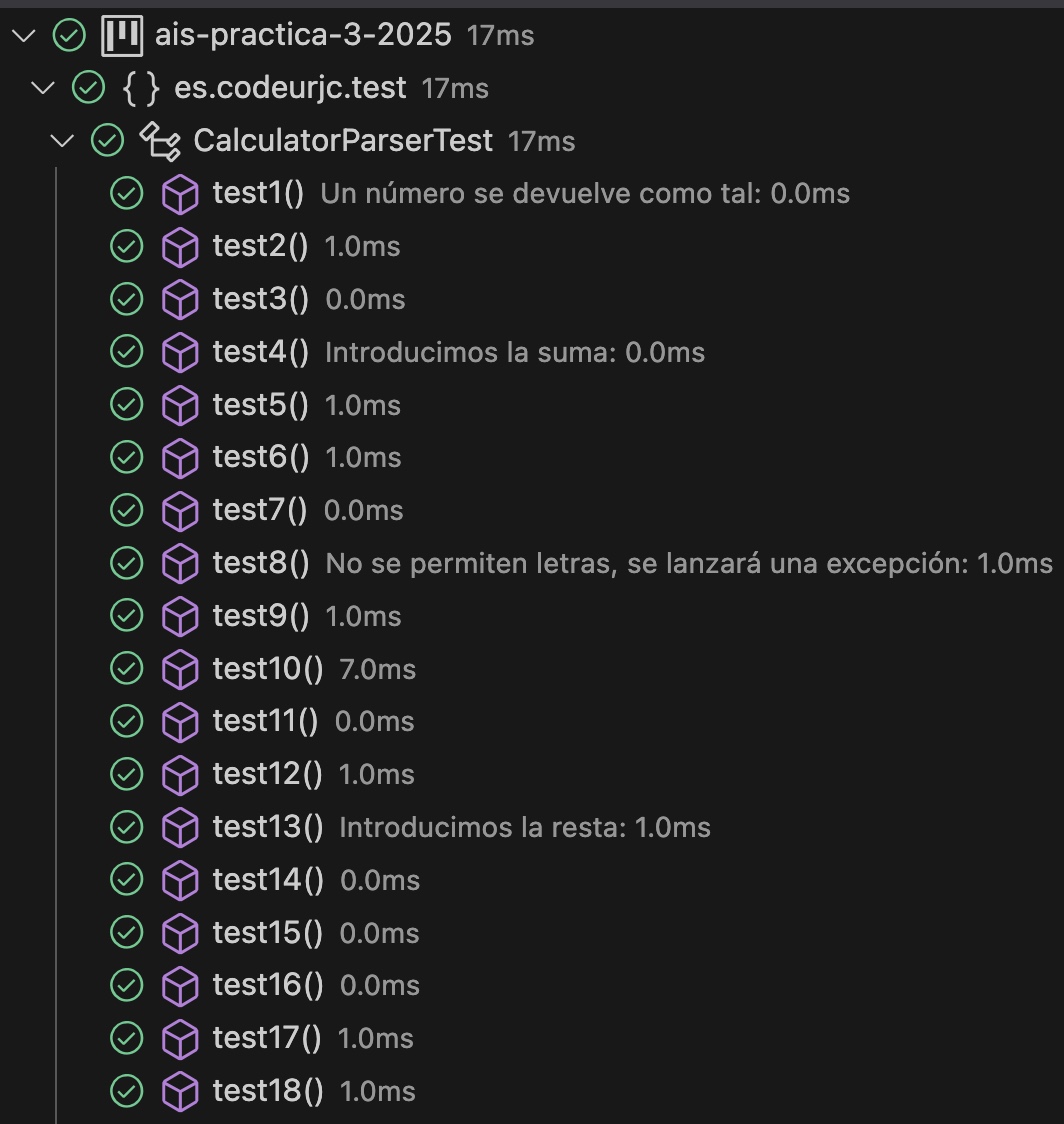 ais-practica-3-2025 17ms
{ } es.codeurjc.test 17ms
CalculatorParserTest 17ms
test1() Un número se devuelve como tal: 0.0ms
test2() 1.0ms
test3() 0.0ms
test4() Introducimos la suma: 0.0ms
test5() 1.0ms
test6() 1.0ms
test7() 0.0ms
test8() No se permiten letras, se lanzará una excepción: 1.0ms
test9() 1.0ms
test10() 7.0ms
test11() 0.0ms
test12() 1.0ms
test13() Introducimos la resta: 1.0ms
test14() 0.0ms
test15() 0.0ms
test16() 0.0ms
test17() 1.0ms
test18() 1.0ms